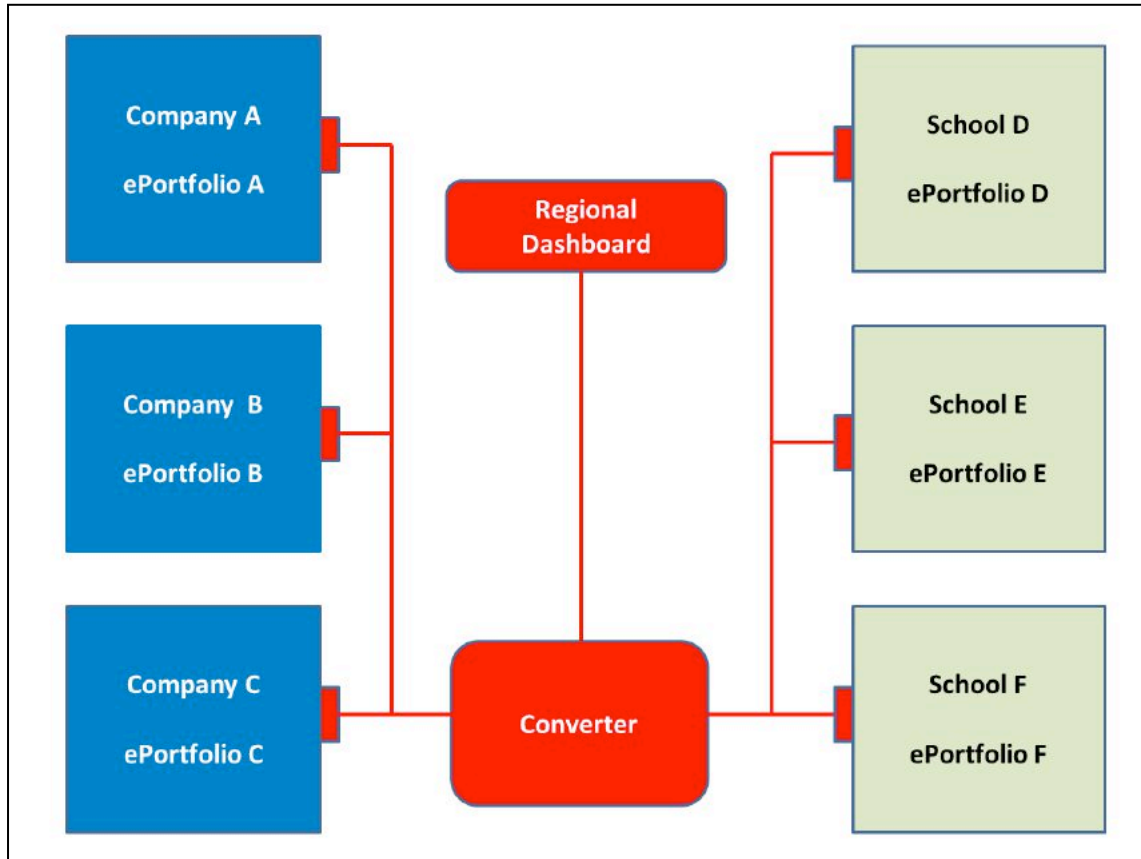 Company A
ePortfolio A
Company B
ePortfolio B
Company C
ePortfolio C
Regional
Dashboard
Converter
School D
ePortfolio D
School E
ePortfolio E
School F
ePortfolio F